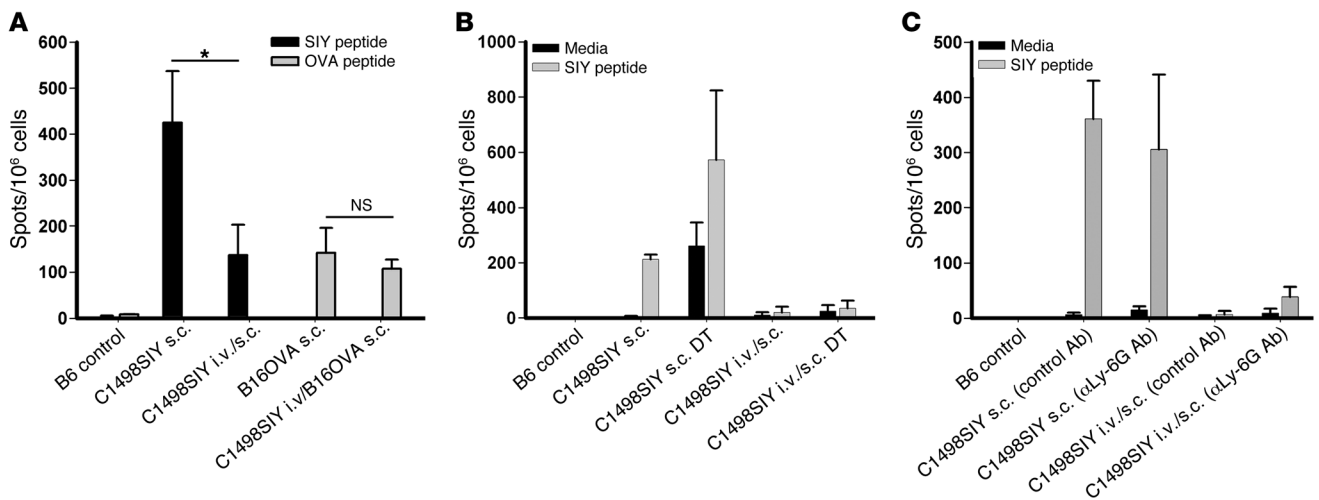 A
Spots/10⁶ cells
600
500
400
300
200
100
0
SIY peptide
OVA peptide
*
NS
B6 control
C1498SIY s.c.
C1498SIY i.v./s.c.
B16OVA s.c.
C1498SIY i.v/B16OVA s.c.
B
Spots/10⁶ cells
1000
800
600
400
200
0
Media
SIY peptide
B6 control
C1498SIY s.c.
C1498SIY s.c. DT
C1498SIY i.v./s.c.
C1498SIY i.v./s.c. DT
C
Spots/10⁶ cells
500
400
300
200
100
0
Media
SIY peptide
B6 control
C1498SIY s.c. (control Ab)
C1498SIY s.c. (αLy-6G Ab)
C1498SIY i.v./s.c. (control Ab)
C1498SIY i.v./s.c. (αLy-6G Ab)